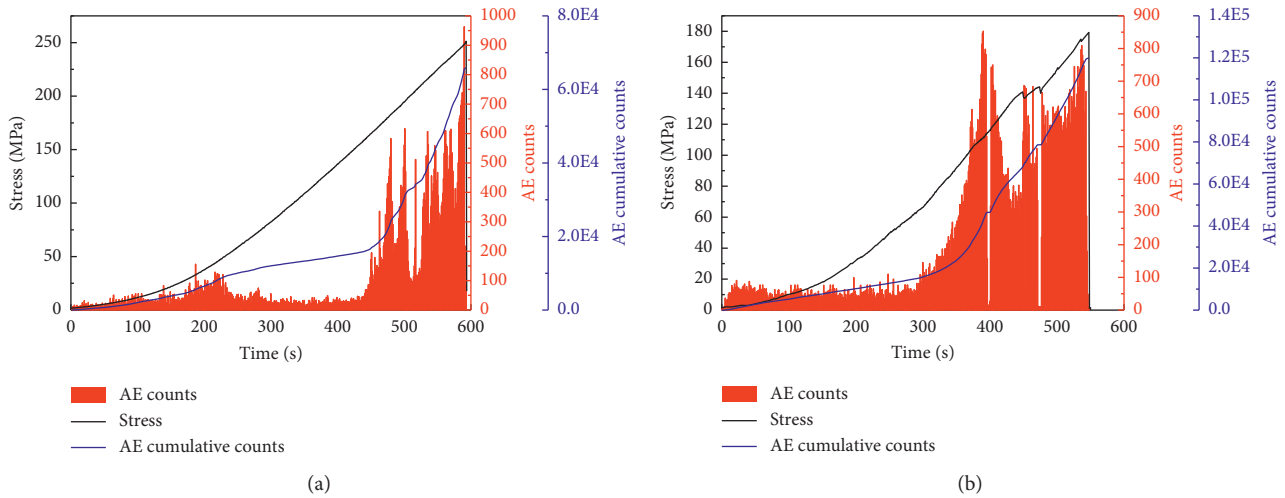 250
200
150
100
50
0
Stress (MPa)
0 100 200 300 400 500 600
Time (s)
1000
900
800
700
600
500
400
300
200
100
0
AE counts
8.0E4
6.0E4
4.0E4
2.0E4
0.0
AE cumulative counts
AE counts
Stress
AE cumulative counts
(a)
180
160
140
120
100
80
60
40
20
0
Stress (MPa)
0 100 200 300 400 500 600
Time (s)
900
800
700
600
500
400
300
200
100
0
AE counts
1.4E5
1.2E5
1.0E5
8.0E4
6.0E4
4.0E4
2.0E4
0.0
AE cumulative counts
AE counts
Stress
AE cumulative counts
(b)